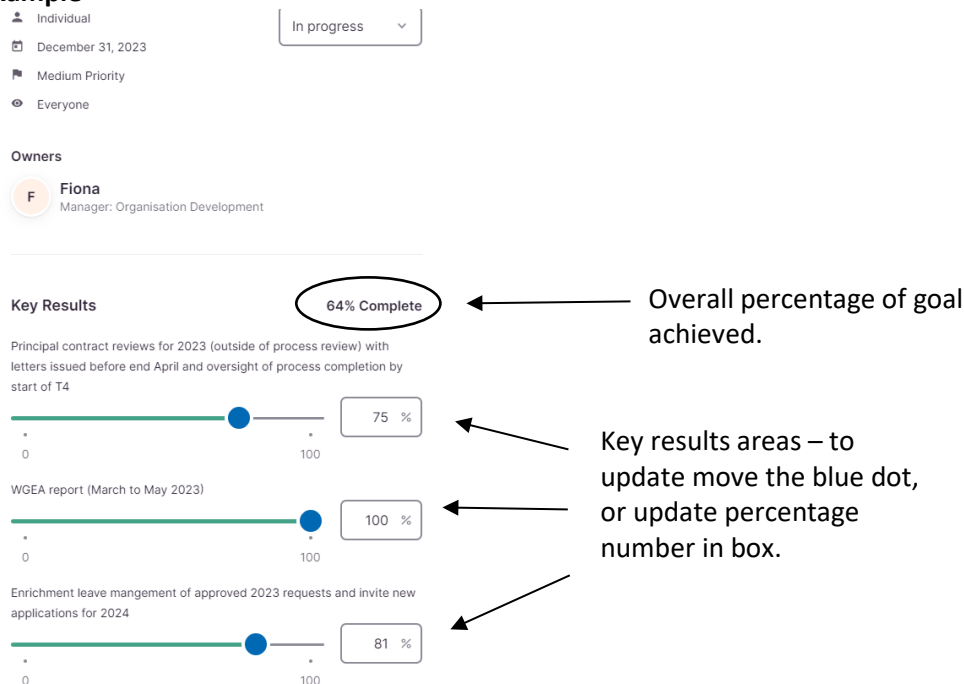 Individual
In progress
December 31, 2023
Medium Priority
Everyone
Owners
F
Fiona
Manager: Organisation Development
Key Results
64% Complete
Overall percentage of goal
achieved.
Principal contract reviews for 2023 (outside of process review) with
letters issued before end April and oversight of process completion by
start of T4
75 %
0
100
Key results areas – to
update move the blue dot,
or update percentage
number in box.
WGEA report (March to May 2023)
100 %
0
100
Enrichment leave mangement of approved 2023 requests and invite new
applications for 2024
81 %
0
100